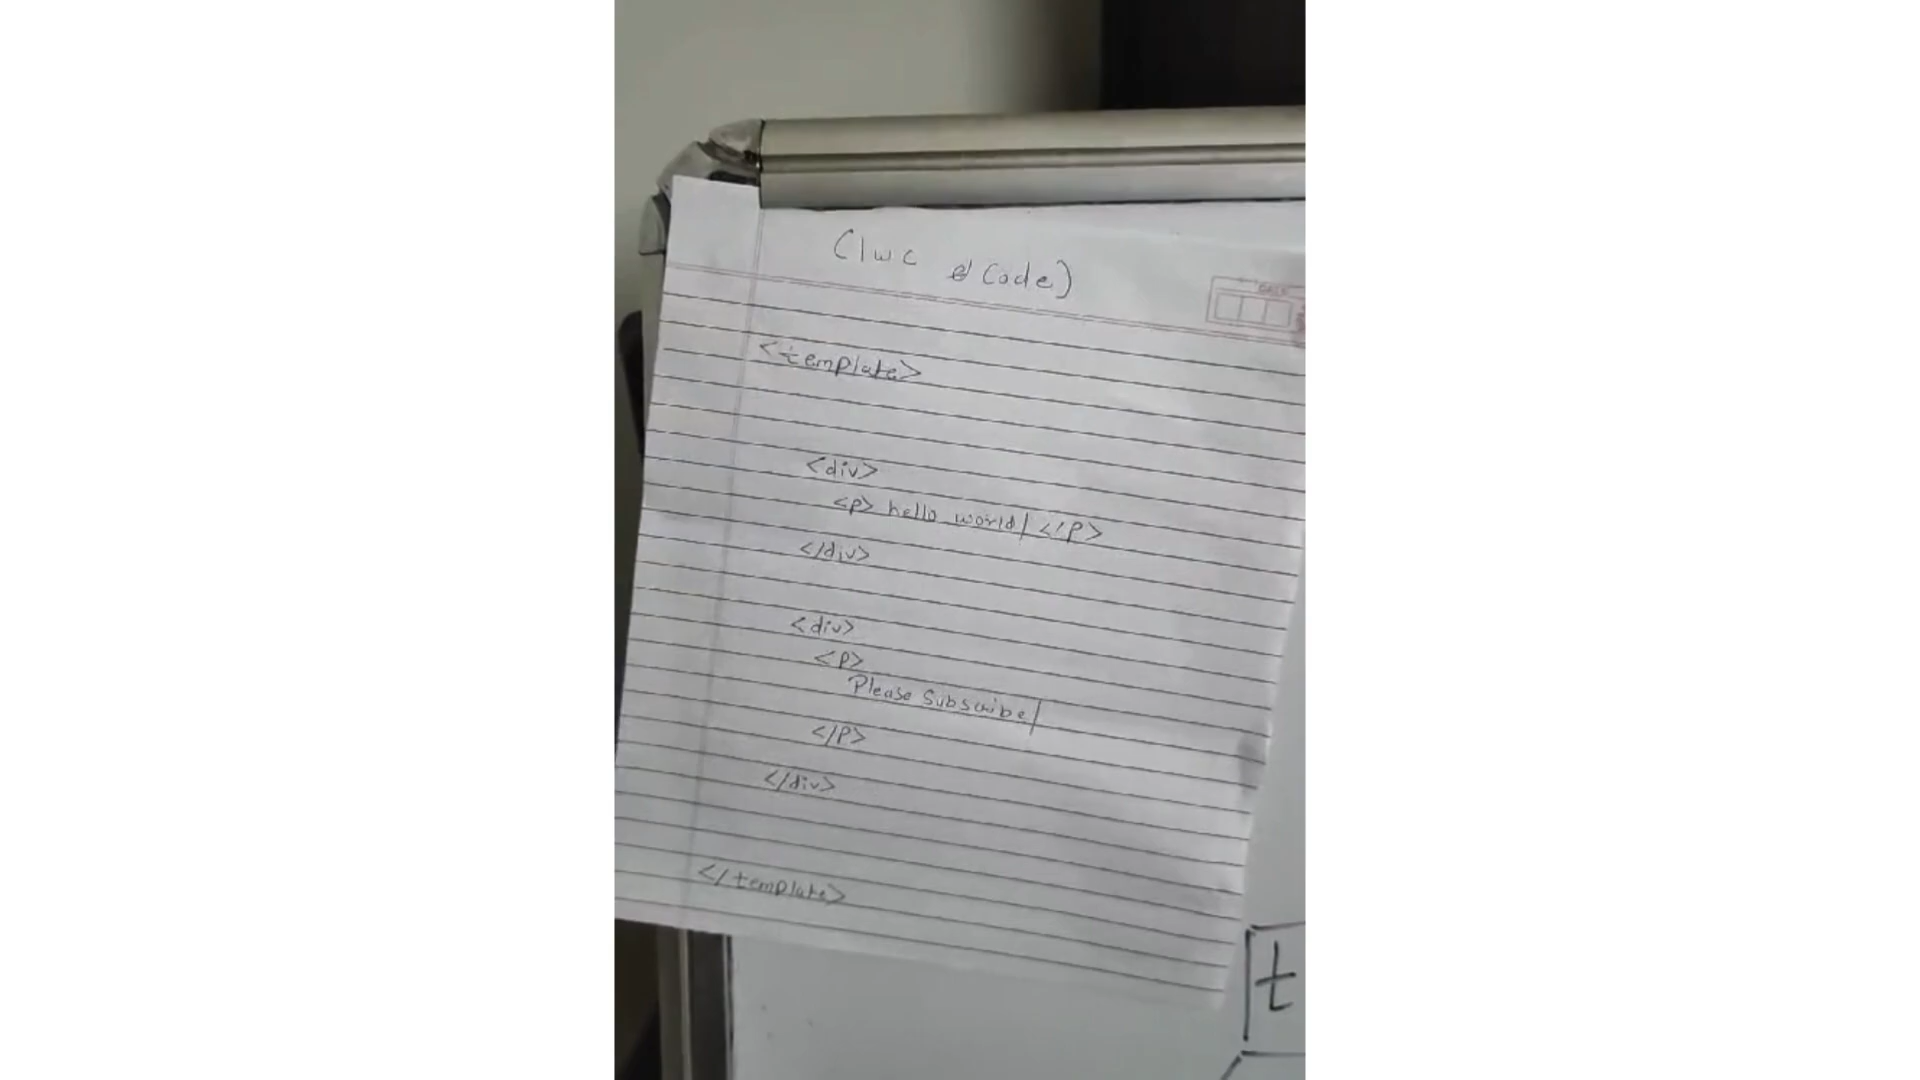 (lwc Code)
<template>
<div>
<p> hello world| </p>
</div>
<div>
<p>
Please Subscribe|
</p>
</div>
</template>
t